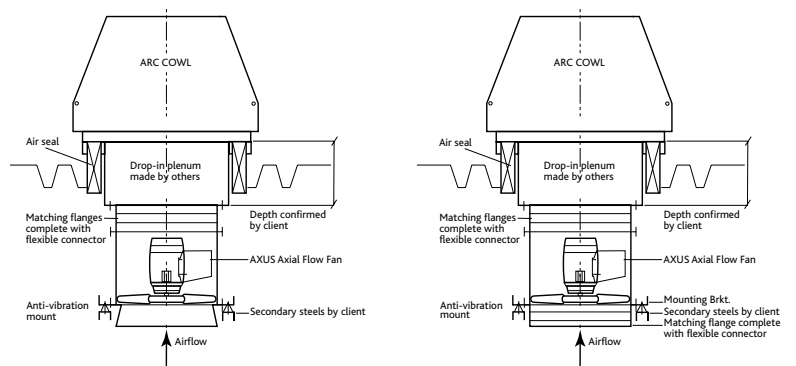 ARC COWL
Air seal
Drop-in plenum
made by others
Matching flanges
complete with
flexible connector
Depth confirmed
by client
AXUS Axial Flow Fan
Anti-vibration
mount
Secondary steels by client
Airflow
ARC COWL
Air seal
Drop-in plenum
made by others
Matching flanges
complete with
flexible connector
Depth confirmed
by client
AXUS Axial Flow Fan
Anti-vibration
mount
Mounting Brkt.
Secondary steels by client
Matching flange complete
with flexible connector
Airflow